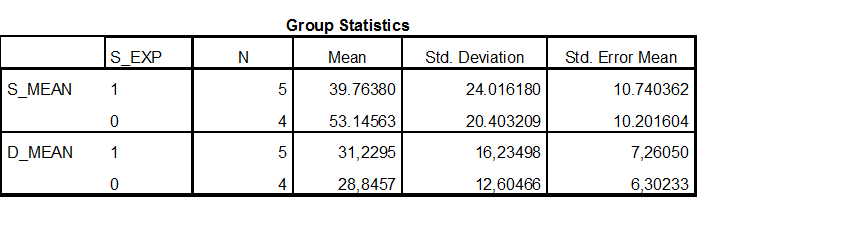 Group Statistics
S_EXP N Mean Std. Deviation Std. Error Mean
S_MEAN 1 5 39.76380 24.016180 10.740362
0 4 53.14563 20.403209 10.201604
D_MEAN 1 5 31,2295 16,23498 7,26050
0 4 28,8457 12,60466 6,30233